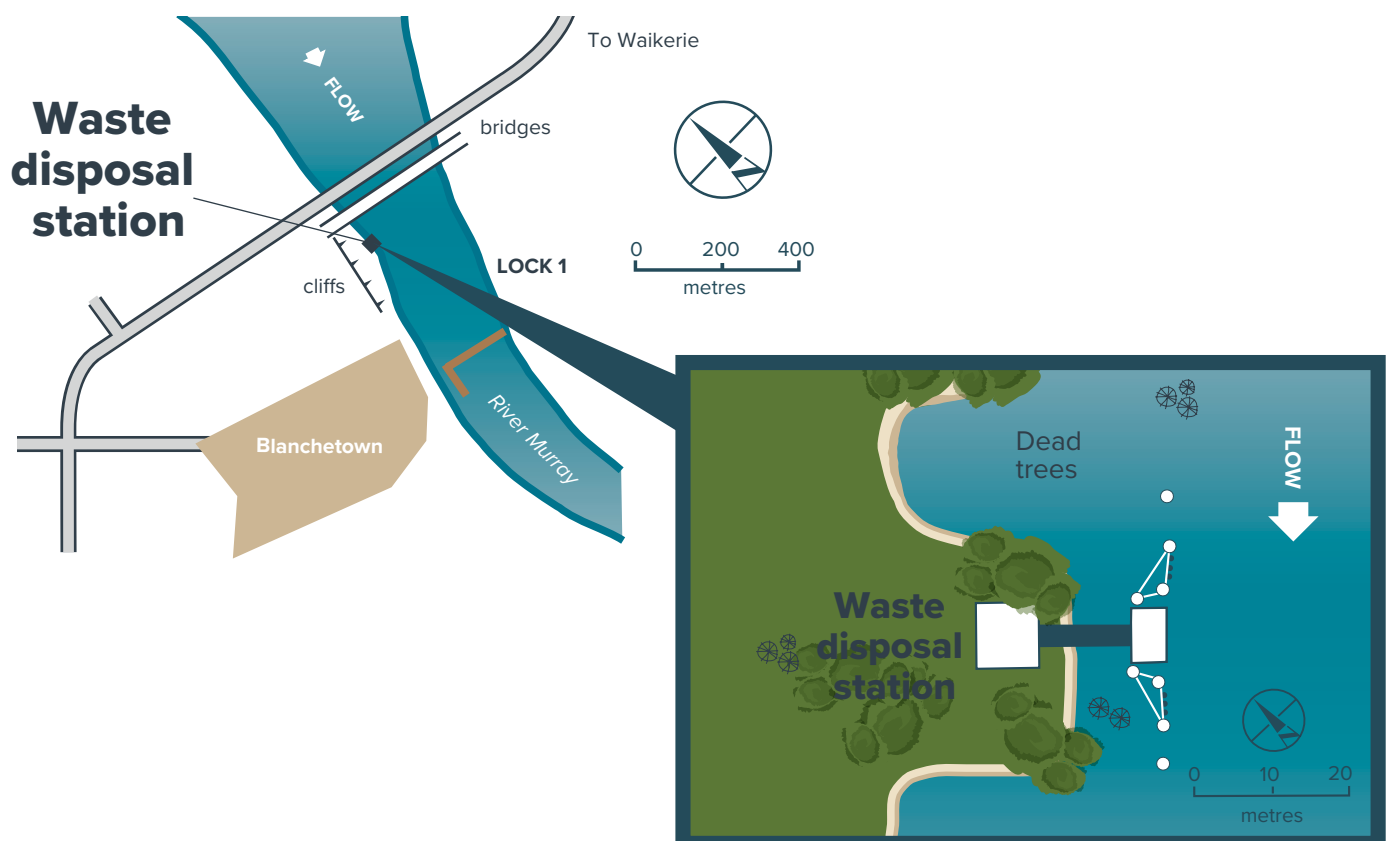 To Waikerie
FLOW
Waste
disposal
station
bridges
N
0 200 400
metres
LOCK 1
cliffs
River Murray
Blanchetown
Dead
trees
FLOW
Waste
disposal
station
N
0 10 20
metres